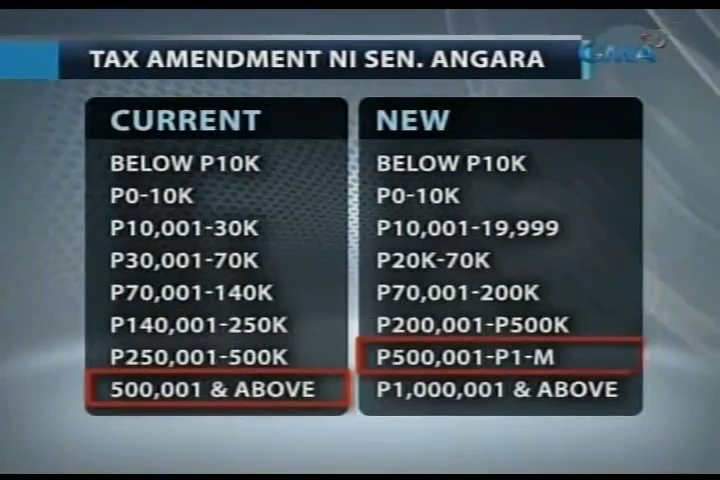 TAX AMENDMENT NI SEN. ANGARA
GMA
CURRENT
BELOW P10K
P0-10K
P10,001-30K
P30,001-70K
P70,001-140K
P140,001-250K
P250,001-500K
500,001 & ABOVE
NEW
BELOW P10K
P0-10K
P10,001-19,999
P20K-70K
P70,001-200K
P200,001-P500K
P500,001-P1-M
P1,000,001 & ABOVE